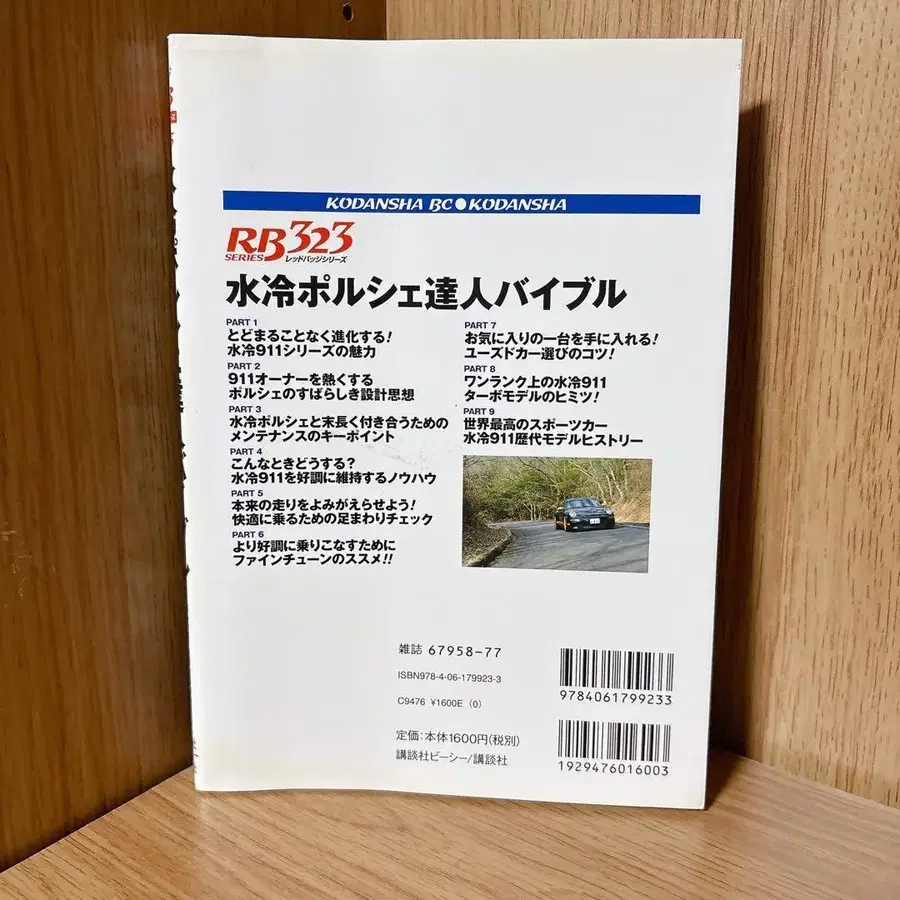 KODANSHA BC●KODANSHA
RB323
SERIES レッドバッジシリーズ
水冷ポルシェ達人バイブル
PART 1
とどまることなく進化する!
水冷911シリーズの魅力
PART 2
911オーナーを熱くする
ポルシェのすばらしき設計思想
PART 3
水冷ポルシェと末長く付き合うための
メンテナンスのキーポイント
PART 4
こんなときどうする?
水冷911を好調に維持するノウハウ
PART 5
本来の走りをよみがえらせよう!
快適に乗るための足まわりチェック
PART 6
より好調に乗りこなすために
ファインチューンのススメ!!
PART 7
お気に入りの一台を手に入れる!
ユーズドカー選びのコツ!
PART 8
ワンランク上の水冷911
ターボモデルのヒミツ!
PART 9
世界最高のスポーツカー
水冷911歴代モデルヒストリー
雑誌 67958-77
ISBN978-4-06-179923-3
C9476 ¥1600E (0)
定価:本体1600円(税別)
講談社ビーシー/講談社
9784061799233
1929476016003